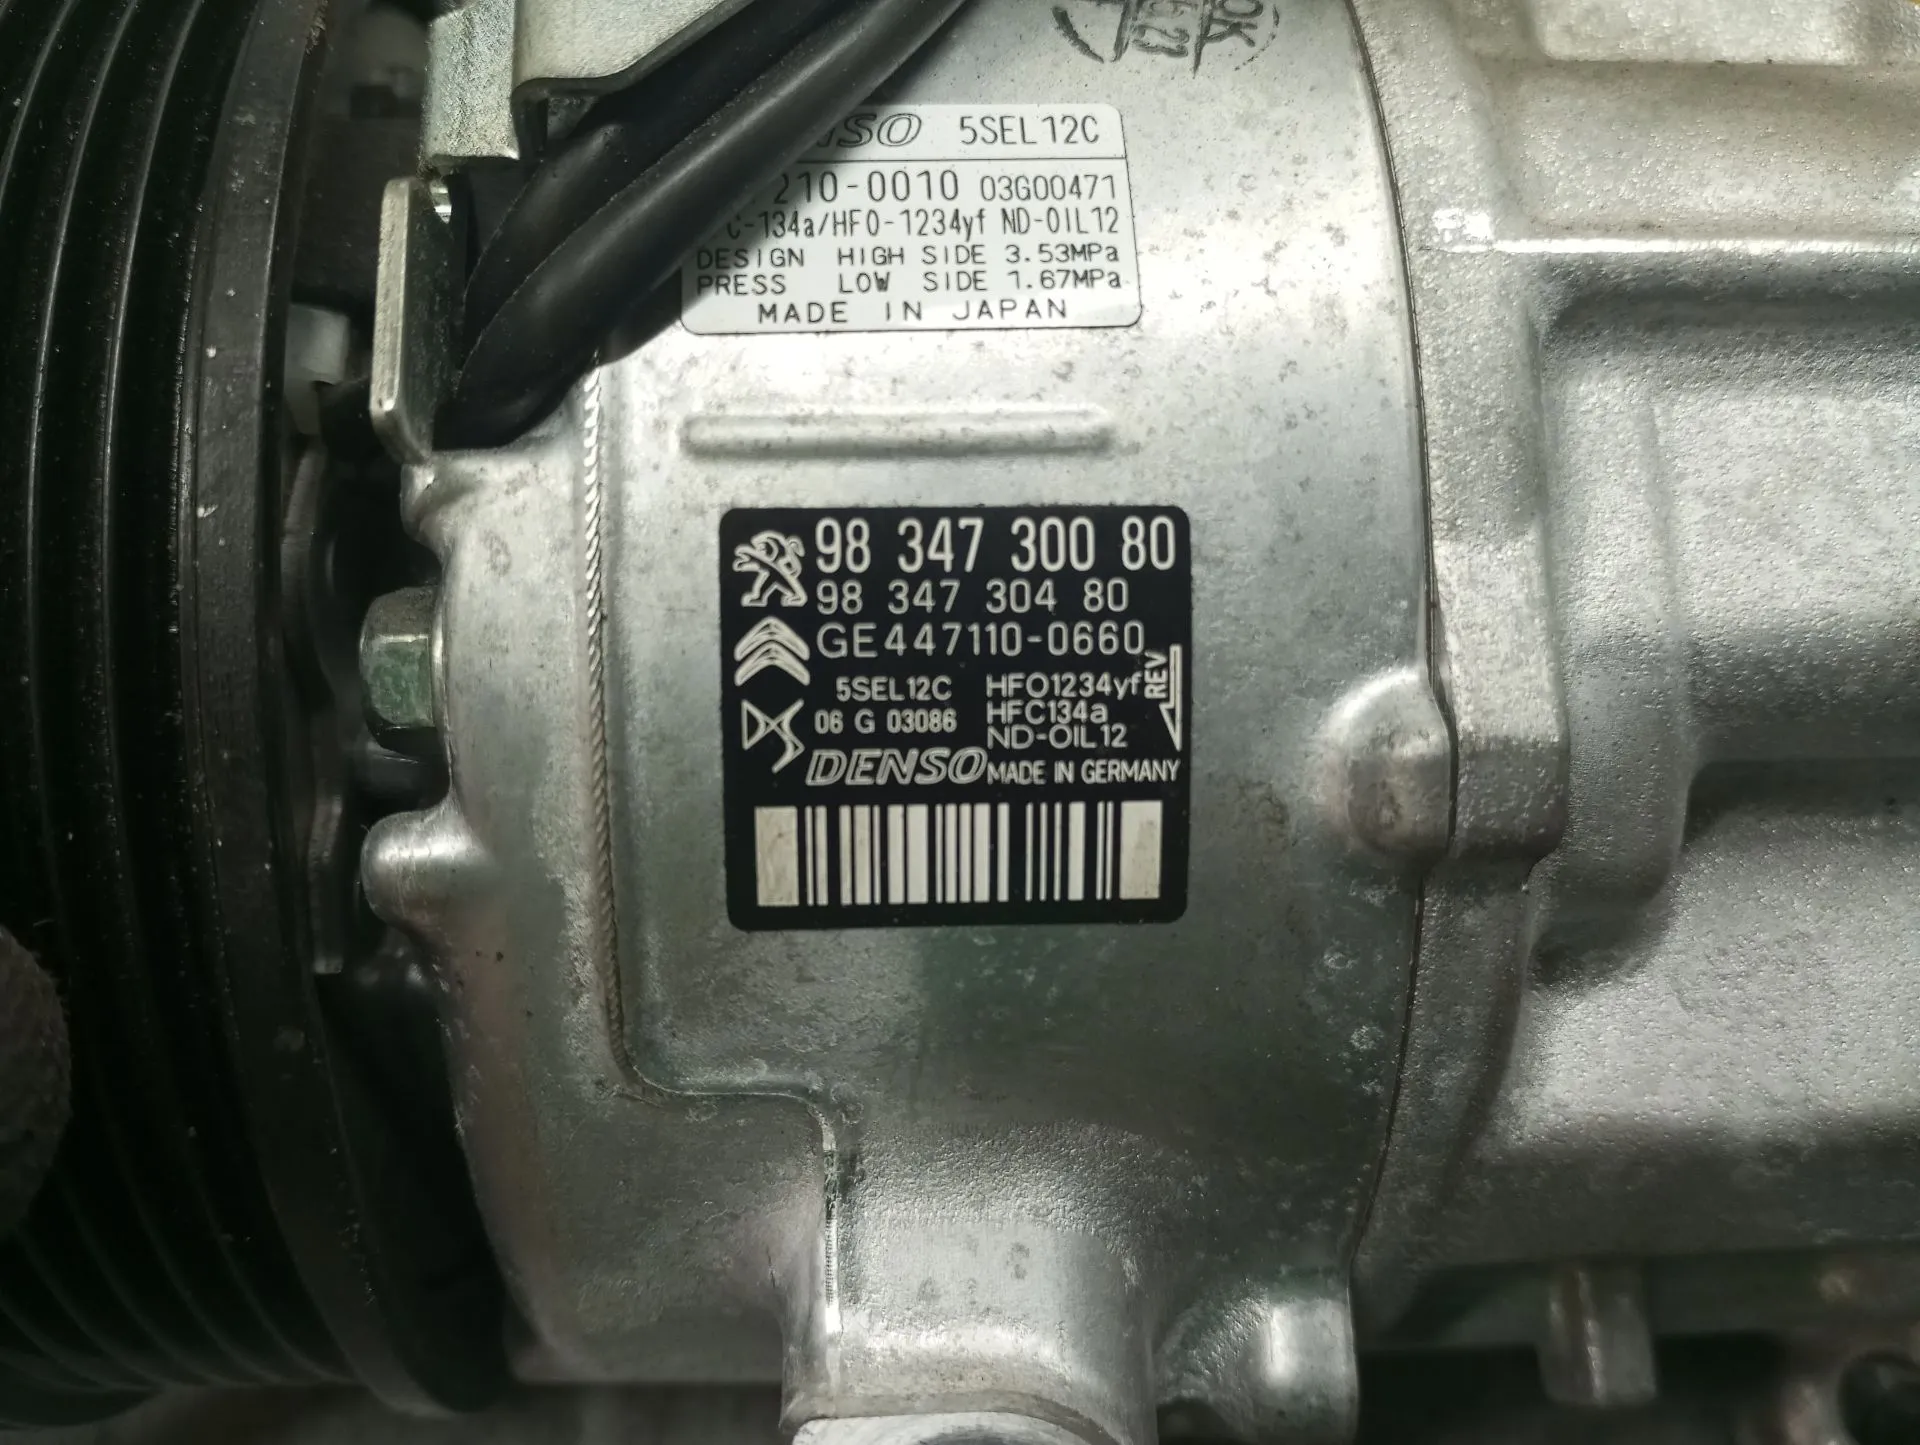 OK
23
5SEL12C
210-0010 03G00471
C-134a/HFO-1234yf ND-OIL12
DESIGN HIGH SIDE 3.53MPa
PRESS LOW SIDE 1.67MPa
MADE IN JAPAN
98 347 300 80
98 347 304 80
GE447110-0660
REV
5SEL12C HFO1234yf
06 G 03086 HFC134a
ND-OIL12
DENSO MADE IN GERMANY